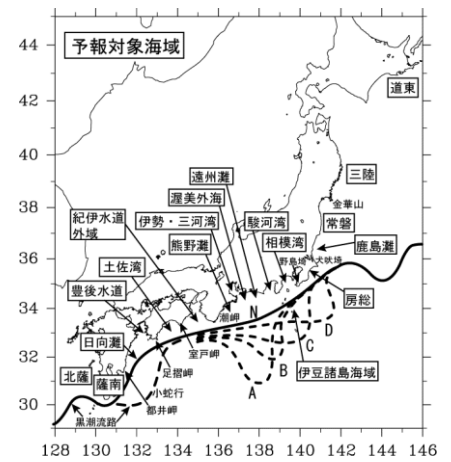 予報対象海域
道東
三陸
金華山
常磐
遠州灘
渥美外海
伊勢・三河湾
駿河湾
紀伊水道
外域
熊野灘
相模湾
鹿島灘
野島埼
犬吠埼
土佐湾
豊後水道
潮岬
N
房総
日向灘
室戸岬
D
C
B
A
足摺岬
伊豆諸島海域
北薩
薩南
小蛇行
都井岬
黒潮流路
44
42
40
38
36
34
32
30
128 130 132 134 136 138 140 142 144 146